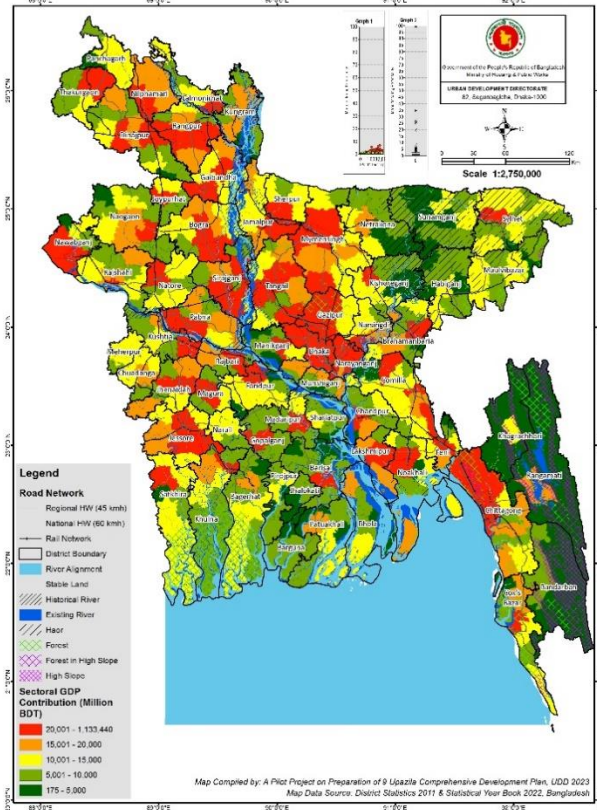 Graph 1
Graph 2
Government of the People's Republic of Bangladesh
Ministry of Housing & Public Works
URBAN DEVELOPMENT DIRECTORATE
82, Segunbagicha, Dhaka-1000
N
W
E
S
0 30 60 120
Km
Scale 1:2,750,000
Panchagarh
Thakurgaon
Nilphamari
Lalmonirhat
Dinajpur
Rangpur
Kurigram
Gaibandha
Joypurhat
Naogaon
Bogra
Jamalpur
Sherpur
Netrokona
Sunamganj
Sylhet
Mymensingh
Nawabganj
Rajshahi
Natore
Sirajganj
Tangail
Kishoreganj
Habiganj
Maulvibazar
Gazipur
Pabna
Narsingdi
Brahmanbaria
Kushtia
Meherpur
Manikganj
Dhaka
Rajbari
Narayanganj
Chuadanga
Jhenaidah
Magura
Faridpur
Munshiganj
Comilla
Chandpur
Narail
Madaripur
Shariatpur
Khagrachhari
Jessore
Gopalganj
Lakshmipur
Feni
Rangamati
Barisal
Noakhali
Satkhira
Khulna
Bagerhat
Pirojpur
Jhalokati
Chittagong
Patuakhali
Bhola
Barguna
Bandarban
Cox's
Bazar
Legend
Road Network
Regional HW (45 kmh)
National HW (60 kmh)
Rail Network
District Boundary
River Alignment
Stable Land
Historical River
Existing River
Haor
Forest
Forest in High Slope
High Slope
Sectoral GDP
Contribution (Million
BDT)
20,001 - 1,133,440
15,001 - 20,000
10,001 - 15,000
5,001 - 10,000
175 - 5,000
Map Compiled by: A Pilot Project on Preparation of 9 Upazila Comprehensive Development Plan, UDD 2023
Map Data Source: District Statistics 2011 & Statistical Year Book 2022, Bangladesh